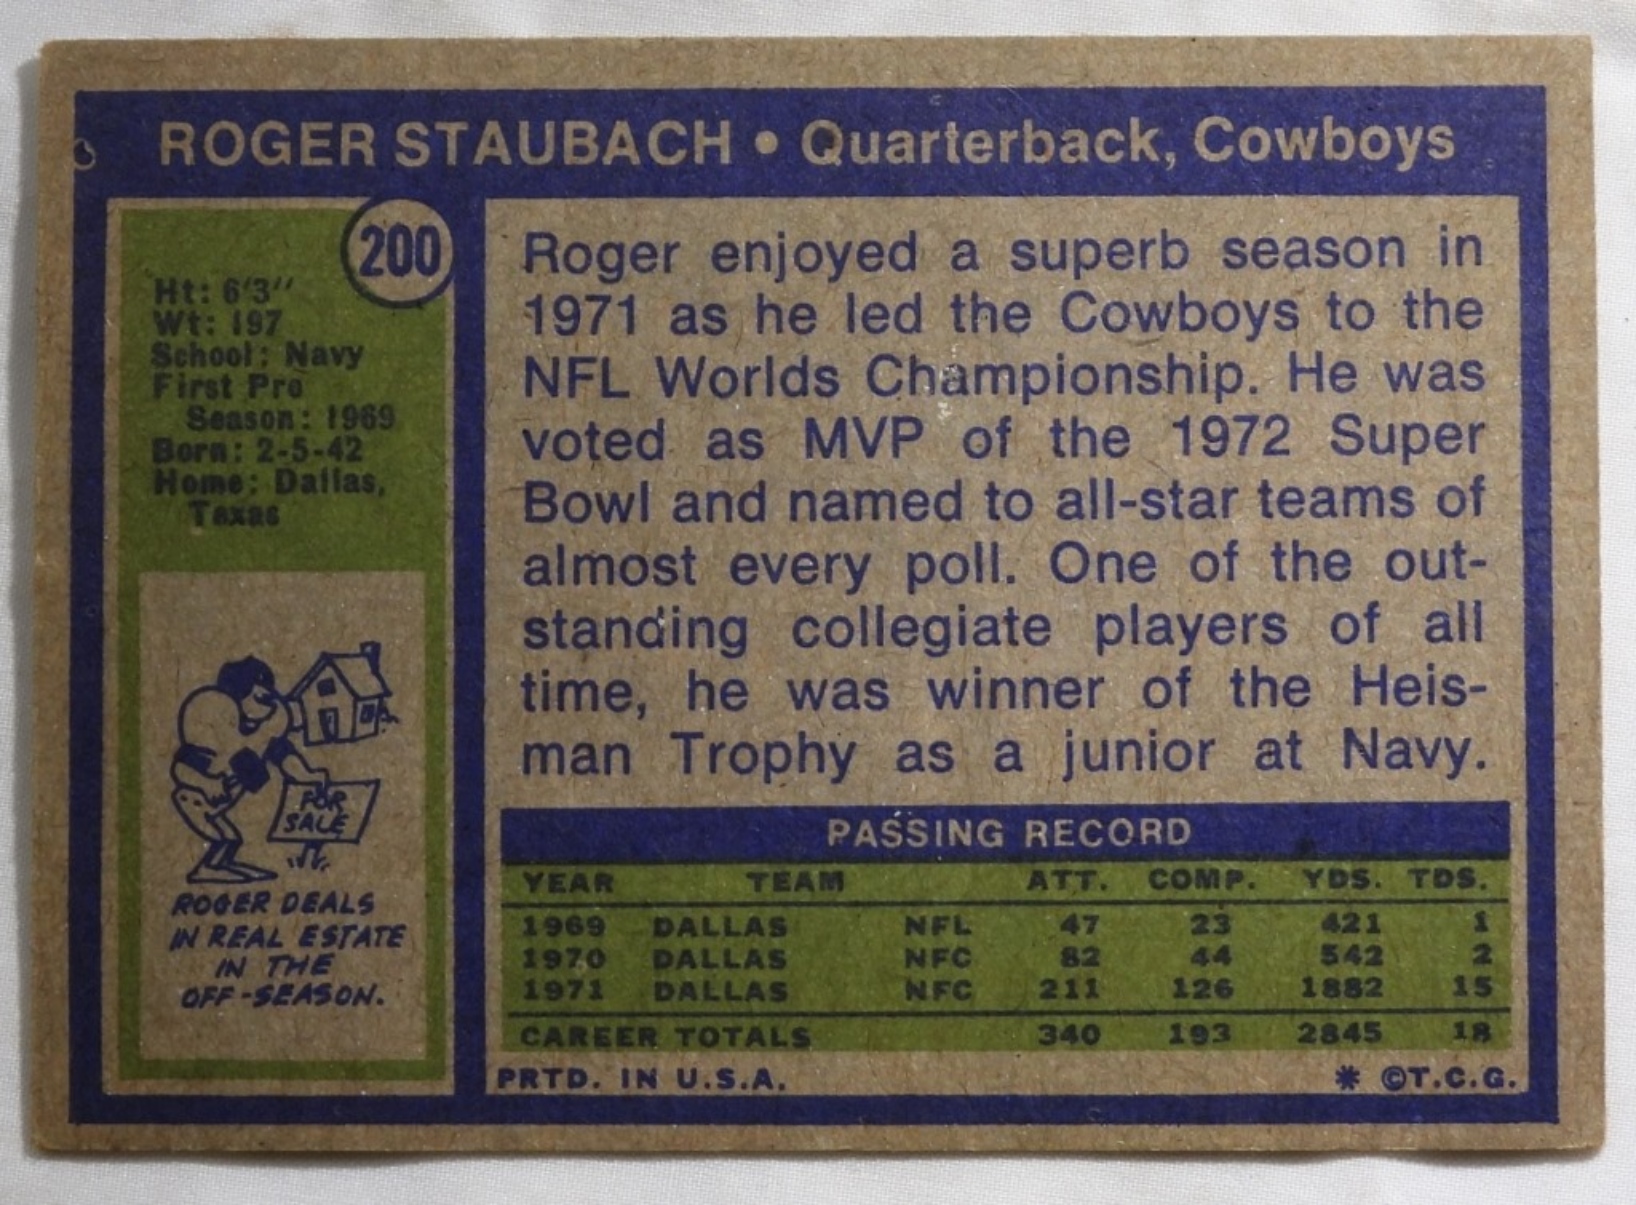 ROGER STAUBACH • Quarterback, Cowboys
200
Ht: 6'3"
Wt: 197
School: Navy
First Pro
Season: 1969
Born: 2-5-42
Home: Dallas,
Texas
FOR
SALE
ROGER DEALS
IN REAL ESTATE
IN THE
OFF-SEASON.
Roger enjoyed a superb season in
1971 as he led the Cowboys to the
NFL Worlds Championship. He was
voted as MVP of the 1972 Super
Bowl and named to all-star teams of
almost every poll. One of the out-
standing collegiate players of all
time, he was winner of the Heis-
man Trophy as a junior at Navy.
PASSING RECORD
YEAR TEAM ATT. COMP. YDS. TDS.
1969 DALLAS NFL 47 23 421 1
1970 DALLAS NFC 82 44 542 2
1971 DALLAS NFC 211 126 1882 15
CAREER TOTALS 340 193 2845 18
PRTD. IN U.S.A. * ©T.C.G.